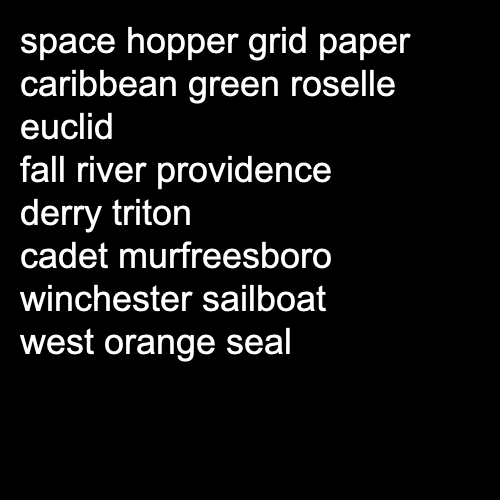 space hopper grid paper
caribbean green roselle
euclid
fall river providence
derry triton
cadet murfreesboro
winchester sailboat
west orange seal